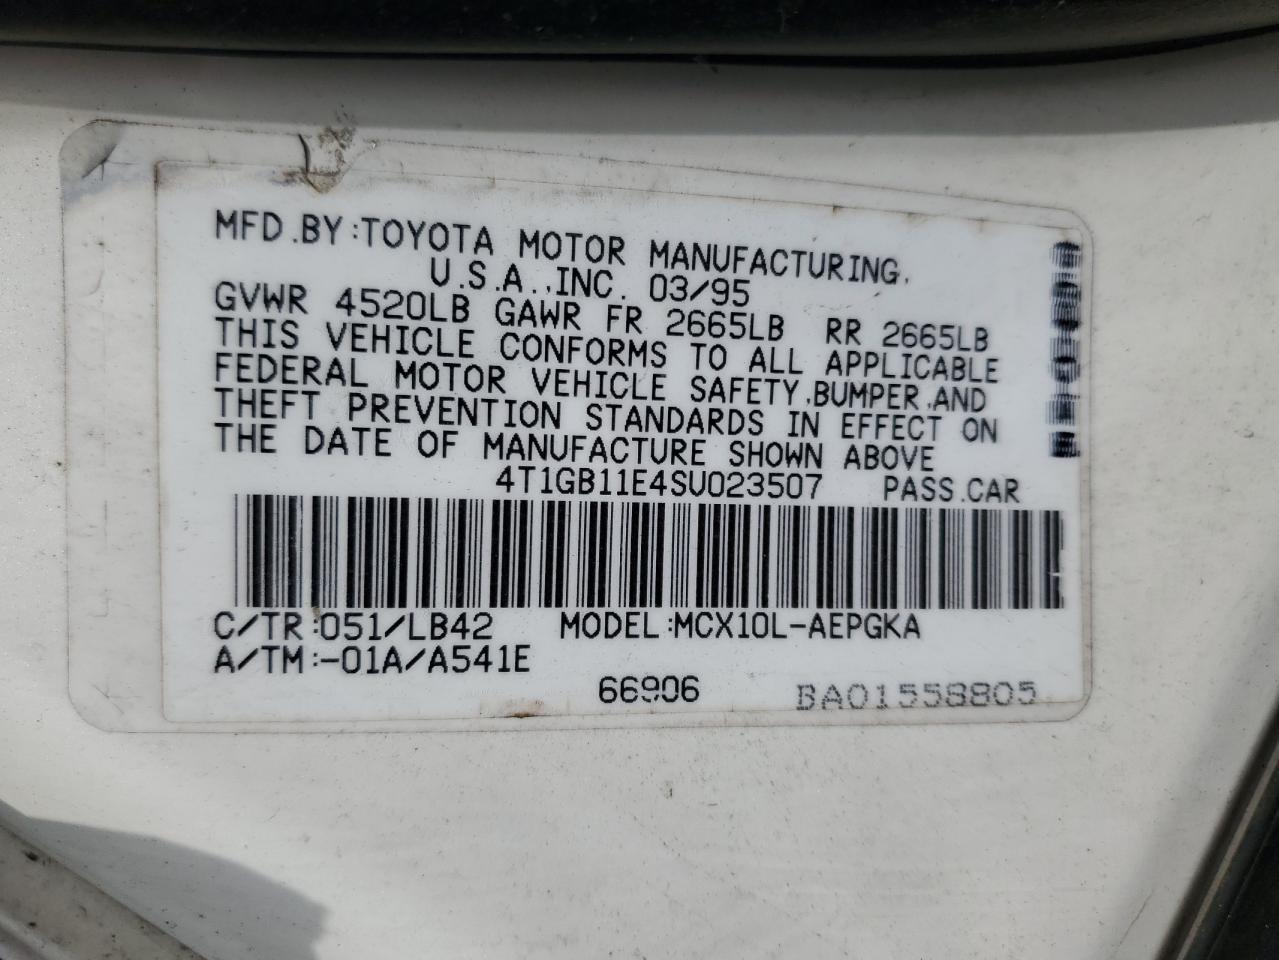 MFD.BY:TOYOTA MOTOR MANUFACTURING,
U.S.A.,INC. 03/95
GVWR 4520LB GAWR FR 2665LB RR 2665LB
THIS VEHICLE CONFORMS TO ALL APPLICABLE
FEDERAL MOTOR VEHICLE SAFETY,BUMPER,AND
THEFT PREVENTION STANDARDS IN EFFECT ON
THE DATE OF MANUFACTURE SHOWN ABOVE
4T1GB11E4SU023507 PASS.CAR
C/TR:051/LB42 MODEL:MCX10L-AEPGKA
A/TM:-01A/A541E
66906 BA01558805